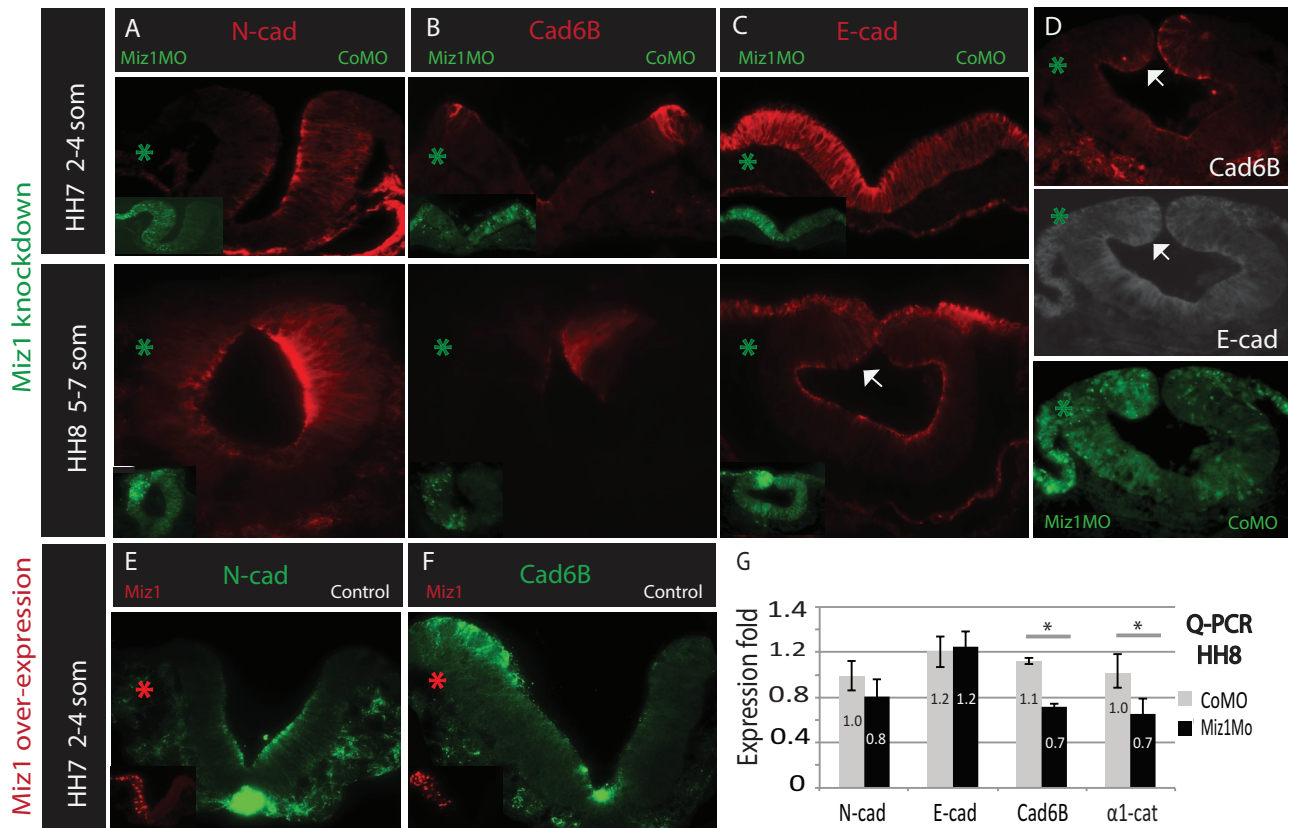 Miz1 knockdown
HH7 2-4 som
HH8 5-7 som
A
N-cad
Miz1MO CoMO
B
Cad6B
Miz1MO CoMO
C
E-cad
Miz1MO CoMO
D
Cad6B
E-cad
Miz1MO CoMO
Miz1 over-expression
HH7 2-4 som
E
N-cad
Miz1 Control
F
Cad6B
Miz1 Control
G
Expression fold
1.4
1.2
0.8
0.4
0
1.0
0.8
1.2
1.2
1.1
0.7
1.0
0.7
*
*
N-cad E-cad Cad6B α1-cat
Q-PCR
HH8
CoMO
Miz1Mo